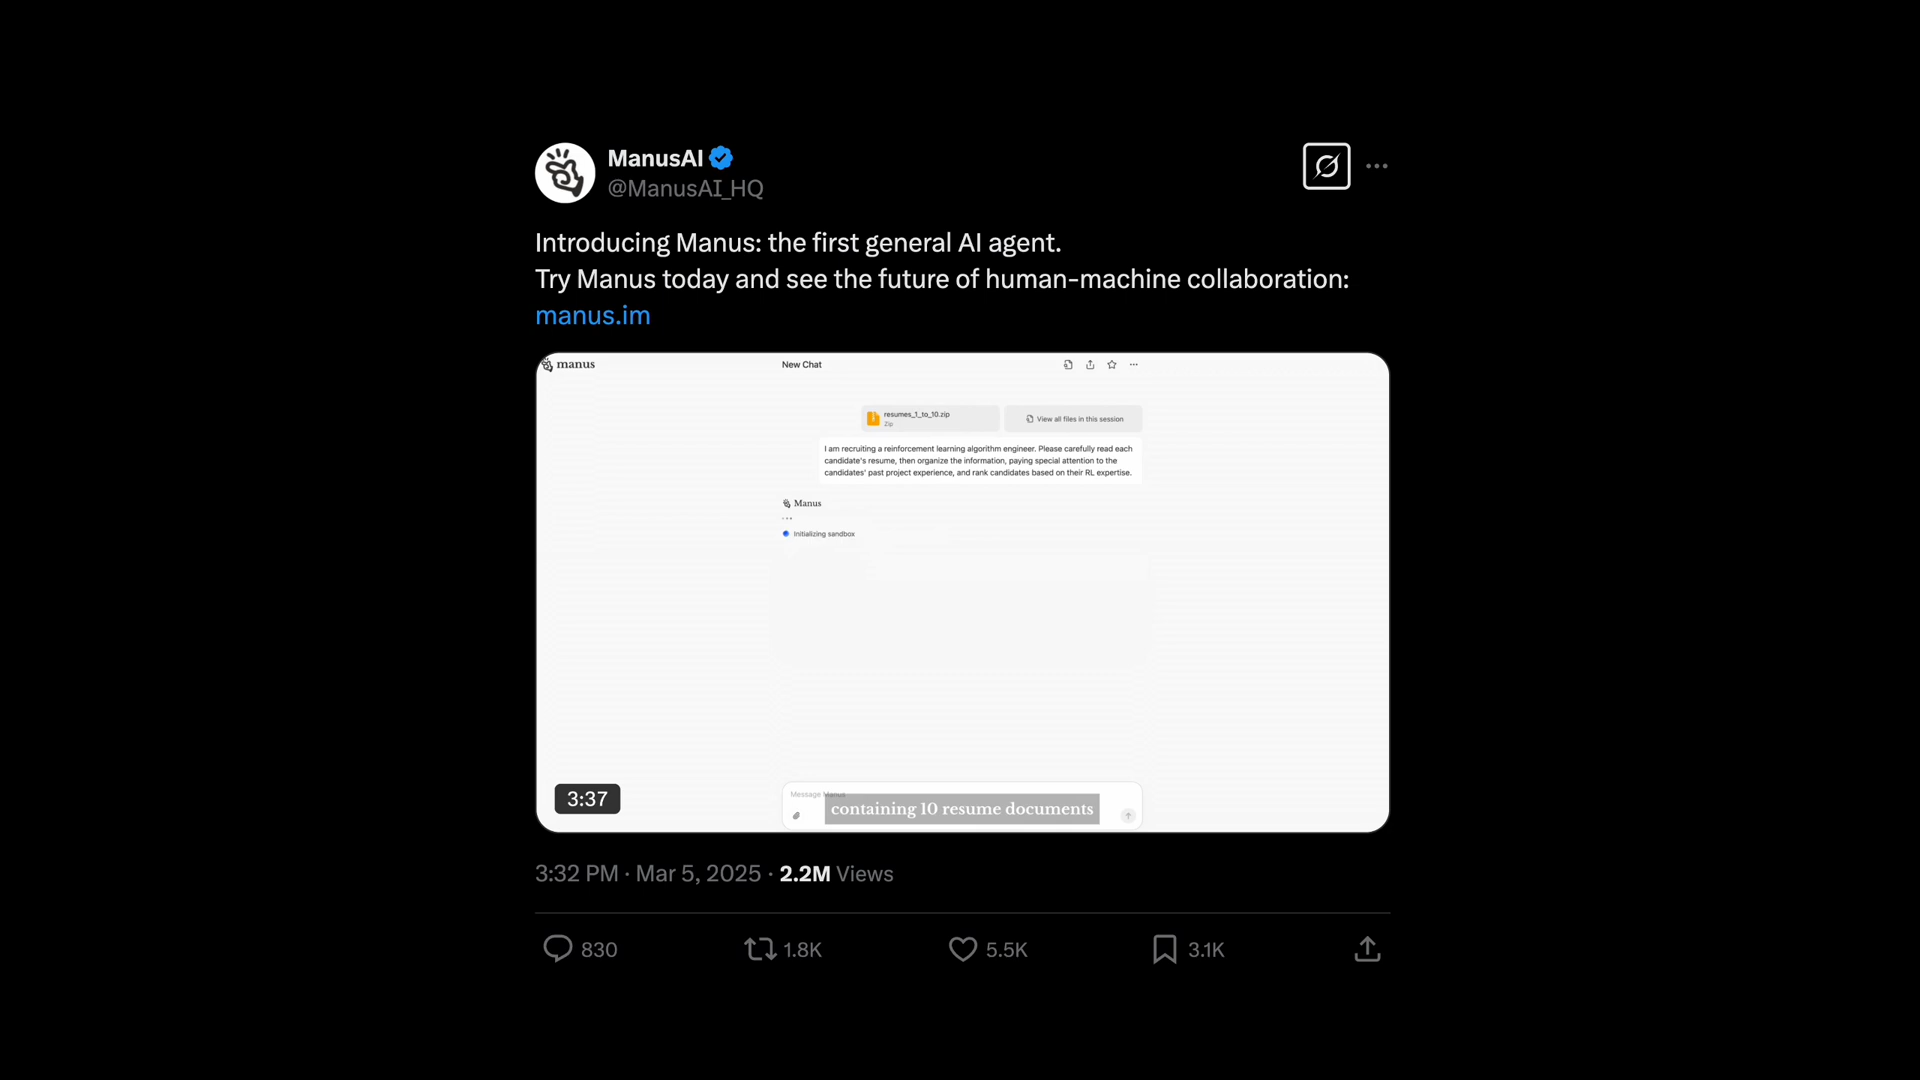 ManusAI
@ManusAI_HQ
Introducing Manus: the first general AI agent.
Try Manus today and see the future of human-machine collaboration:
manus.im
manus
New Chat
resumes_1_to_10.zip
Zip
View all files in this session
I am recruiting a reinforcement learning algorithm engineer. Please carefully read each
candidate's resume, then organize the information, paying special attention to the
candidates' past project experience, and rank candidates based on their RL expertise.
Manus
Initializing sandbox
Message Manus
containing 10 resume documents
3:37
3:32 PM · Mar 5, 2025 · 2.2M Views
830 1.8K 5.5K 3.1K